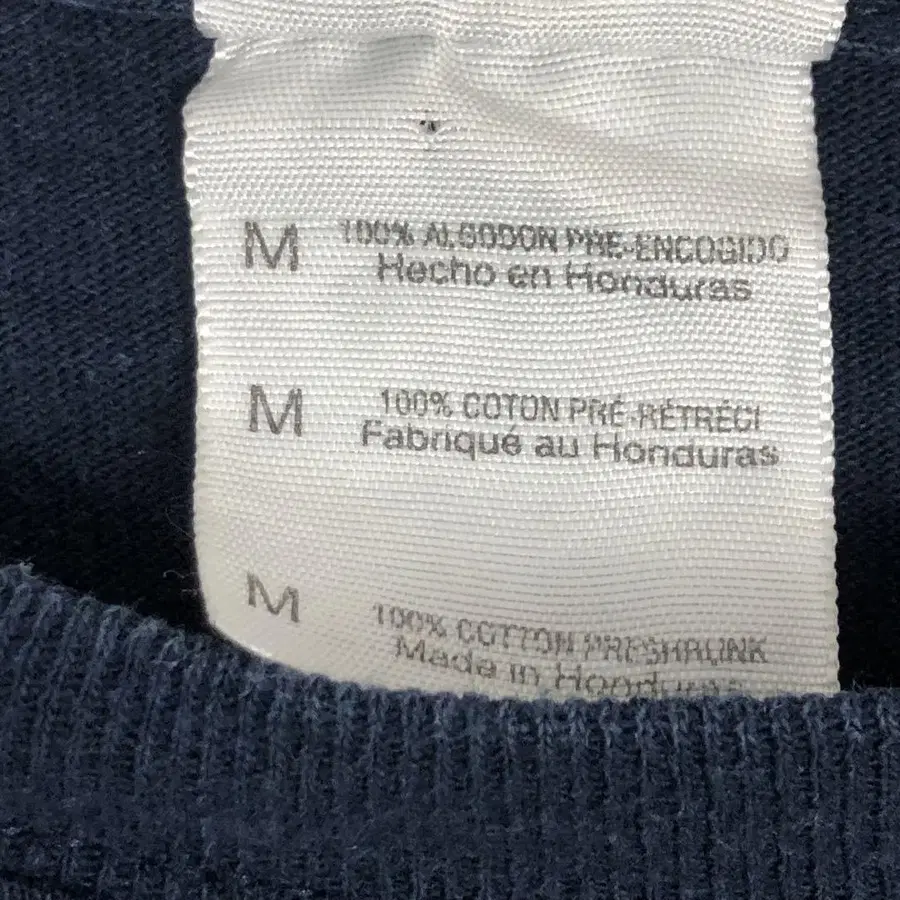 M 100% ALGODON PRE-ENCOGIDO
Hecho en Honduras
M 100% COTON PRÉ-RÉTRÉCI
Fabriqué au Honduras
M 100% COTTON PRESHRUNK
Made in Honduras